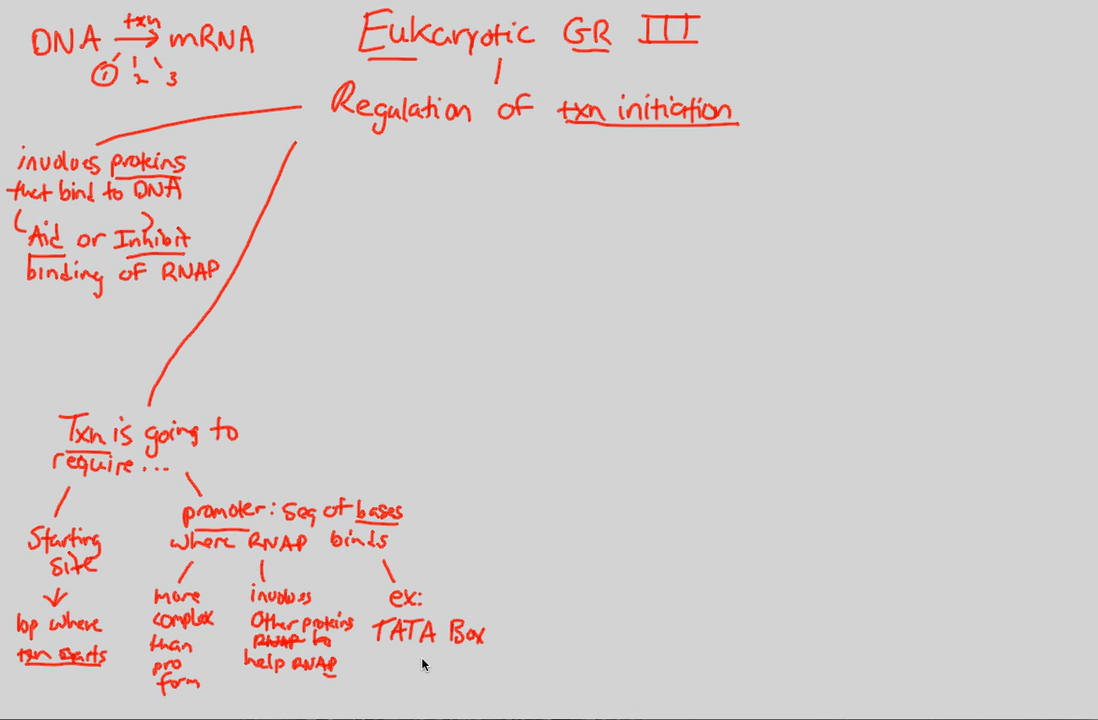 DNA txn → mRNA
① 2 3
Eukaryotic GR III
Regulation of txn initiation
involves proteins
that bind to DNA
Aid or Inhibit
binding of RNAP
Txn is going to
require...
Starting
site
↓
bp where
txn starts
promoter: seq of bases
where RNAP binds
more
complex
than
pro
form
involves
Other proteins
RNAP to
help RNAP
ex:
TATA Box